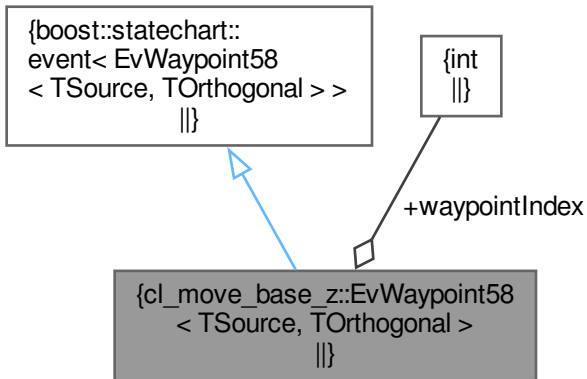 {boost::statechart::
event< EvWaypoint58
< TSource, TOrthogonal > >
||}
{int
||}
+waypointIndex
{cl_move_base_z::EvWaypoint58
< TSource, TOrthogonal >
||}